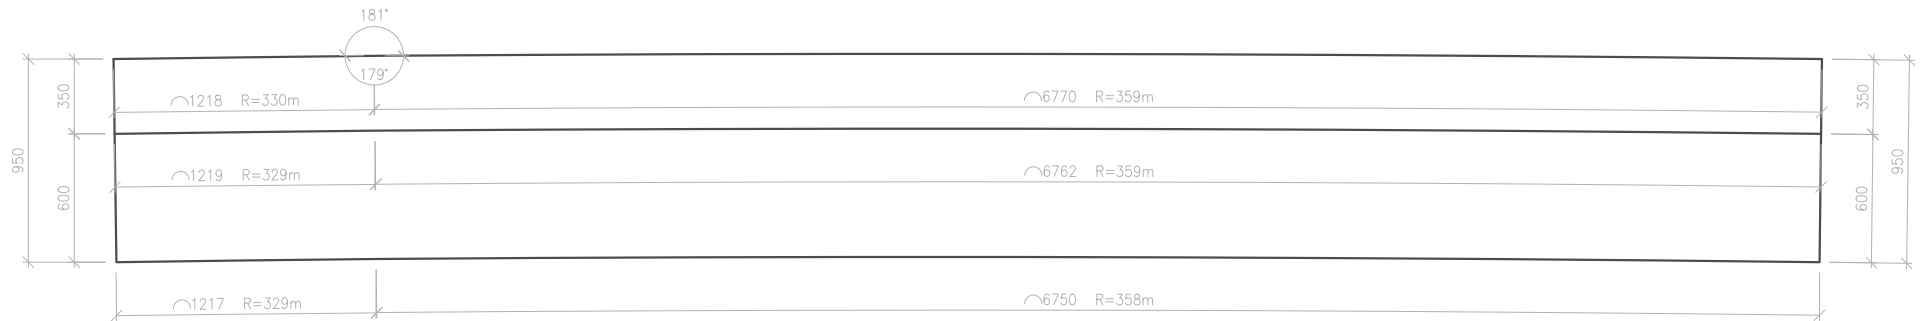 181°
179°
⌒1218 R=330m
⌒6770 R=359m
350
350
950
950
⌒1219 R=329m
⌒6762 R=359m
600
600
⌒1217 R=329m
⌒6750 R=358m